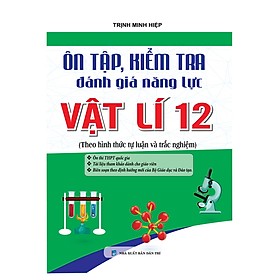 TRỊNH MINH HIỆP
ÔN TẬP, KIỂM TRA
đánh giá năng lực
VẬT LÍ 12
(Theo hình thức tự luận và trắc nghiệm)
Ôn thi THPT quốc gia
Tài liệu tham khảo dành cho giáo viên
Biên soạn theo định hướng mới của Bộ Giáo dục và Đào tạo.
NHÀ XUẤT BẢN DÂN TRÍ